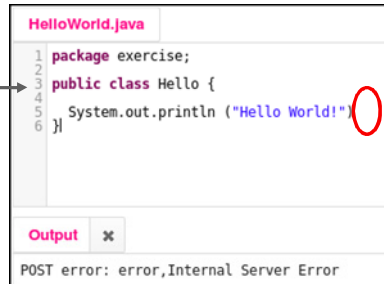 HelloWorld.java
1 package exercise;
2
3 public class Hello {
4
5 System.out.println ("Hello World!")
6 }
Output ✖
POST error: error,Internal Server Error